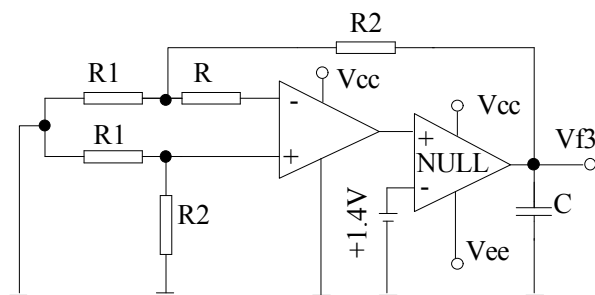 R2
R1
R
Vcc
-
Vcc
R1
+
+
NULL
Vf3
-
R2
+1.4V
C
Vee